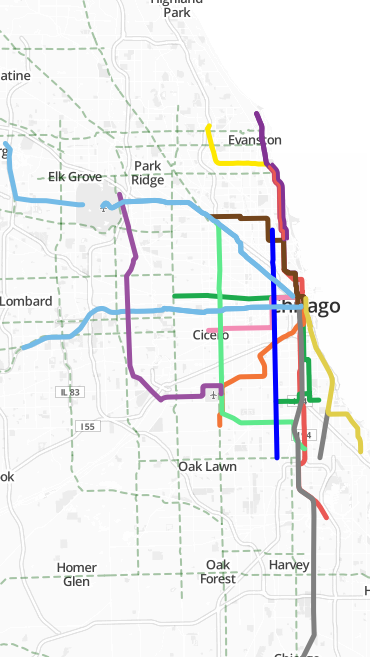 Highland
Park
atine
Evanston
Park
Ridge
Elk Grove
Lombard
Cicero
IL 83
I 55
Oak Lawn
ok
Homer
Glen
Oak
Forest
Harvey
H